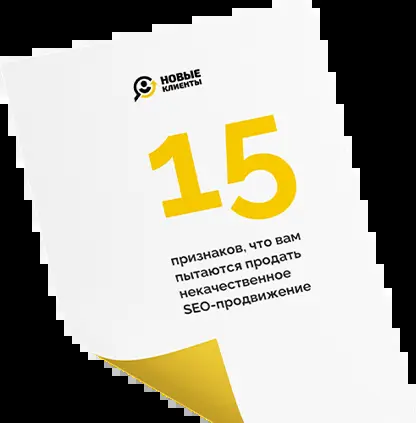 НОВЫЕ
КЛИЕНТЫ
15
признаков, что вам
пытаются продать
некачественное
SEO-продвижение